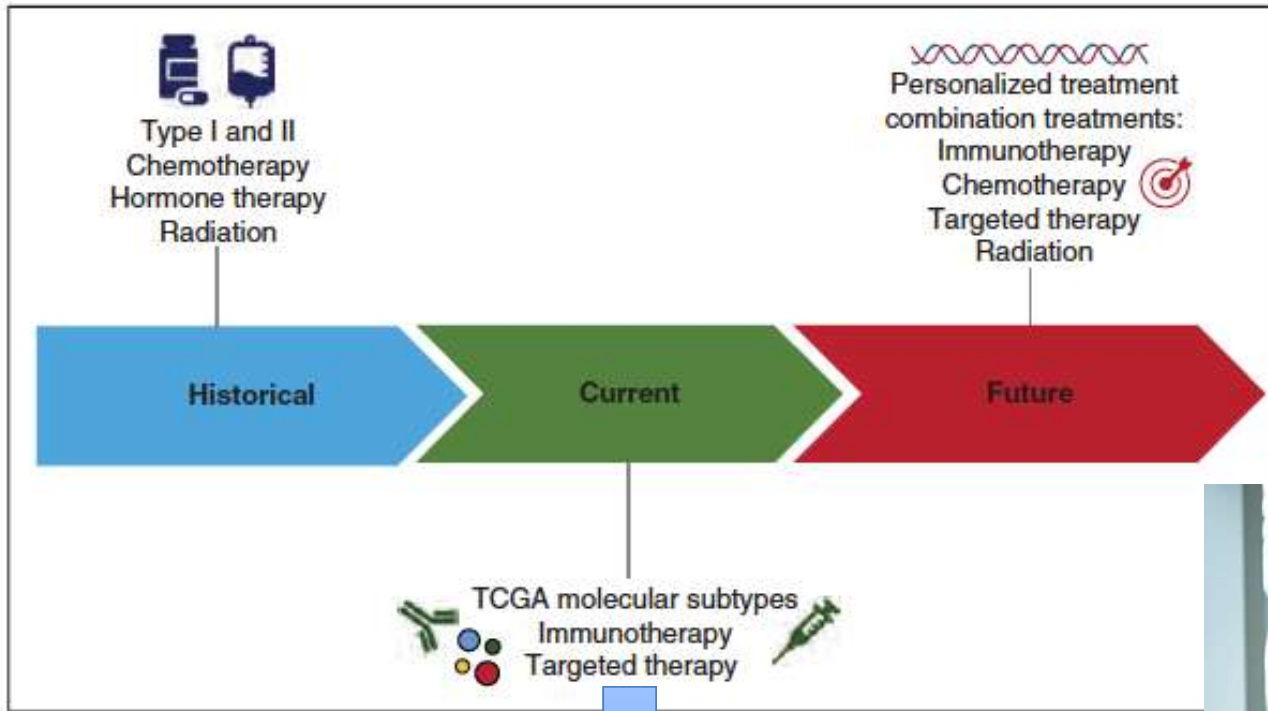 Type I and II
Chemotherapy
Hormone therapy
Radiation
Personalized treatment
combination treatments:
Immunotherapy
Chemotherapy
Targeted therapy
Radiation
Historical
Current
Future
TCGA molecular subtypes
Immunotherapy
Targeted therapy